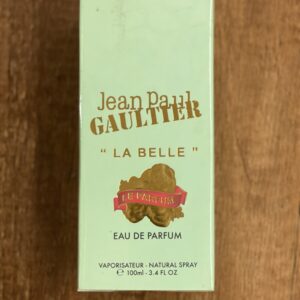 Jean Paul
GAULTIER
" LA BELLE "
LE PARFUM
EAU DE PARFUM
VAPORISATEUR - NATURAL SPRAY
℮ 100ml - 3.4 FL OZ